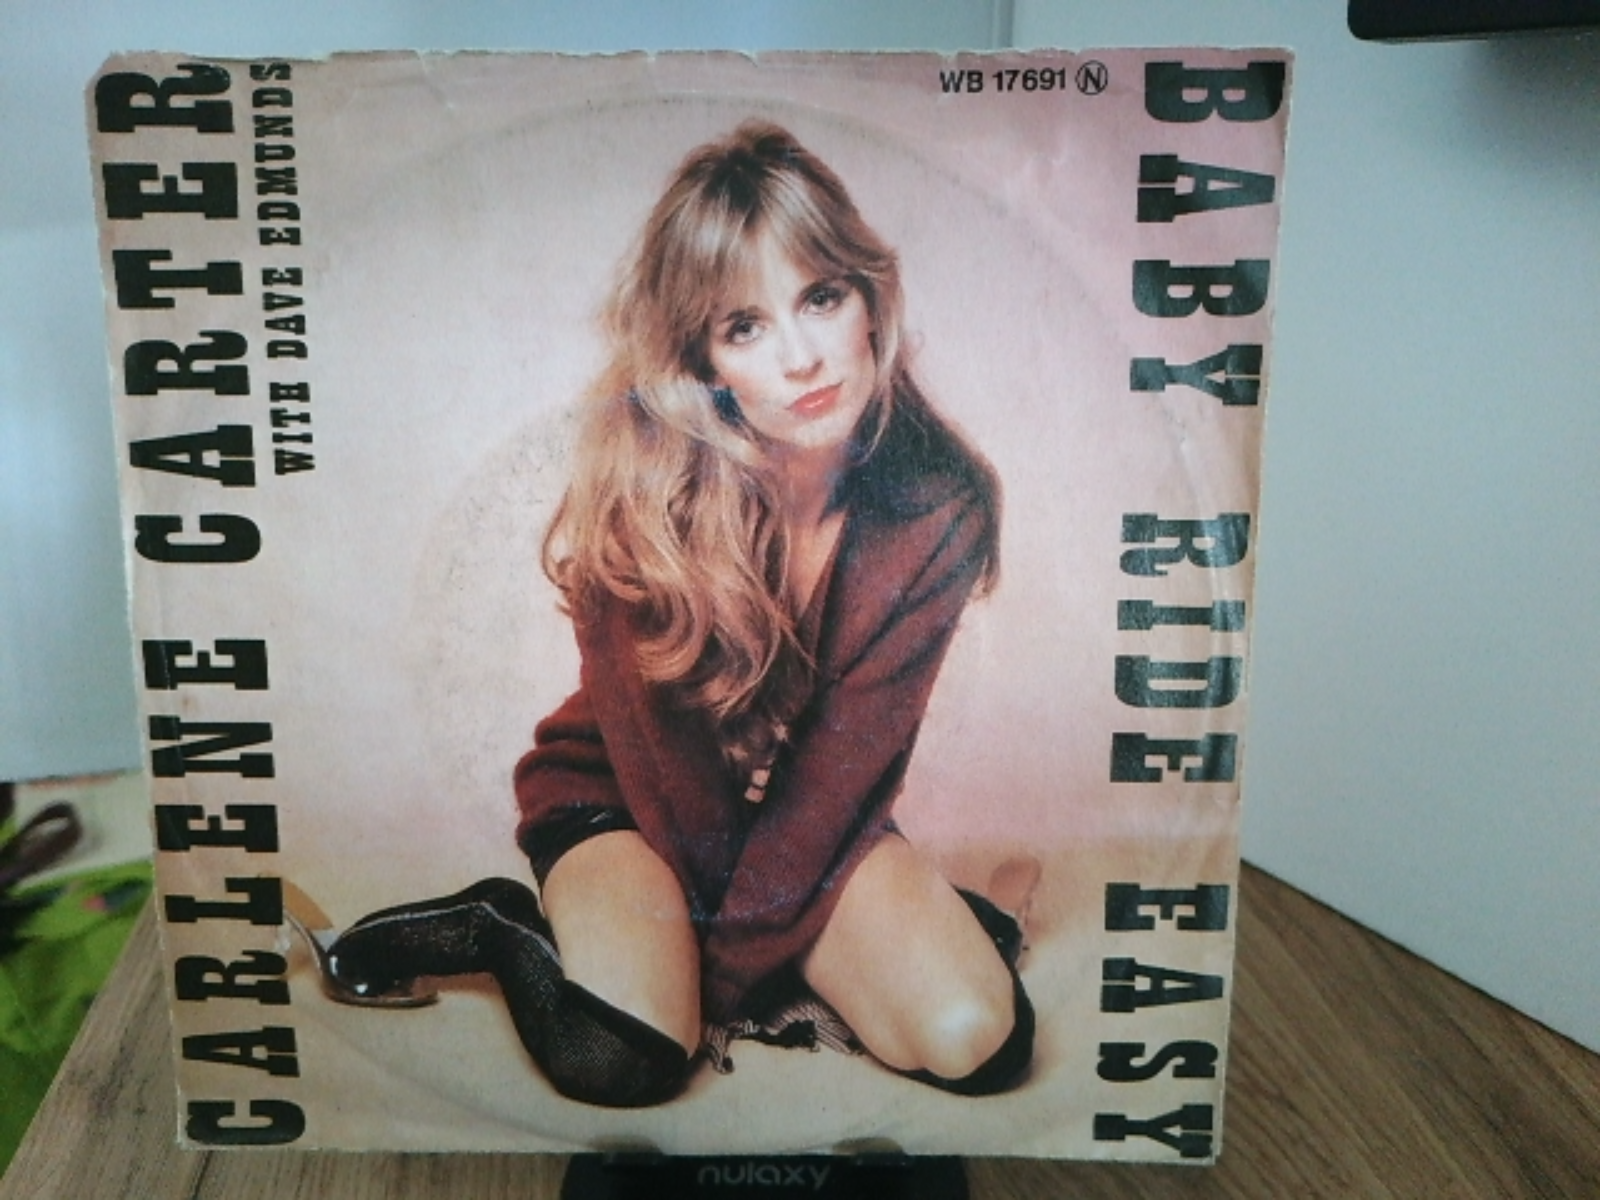 CARLENE CARTER
WITH DAVE EDMUNDS
WB 17691 N
BABY RIDE EASY
nulaxy